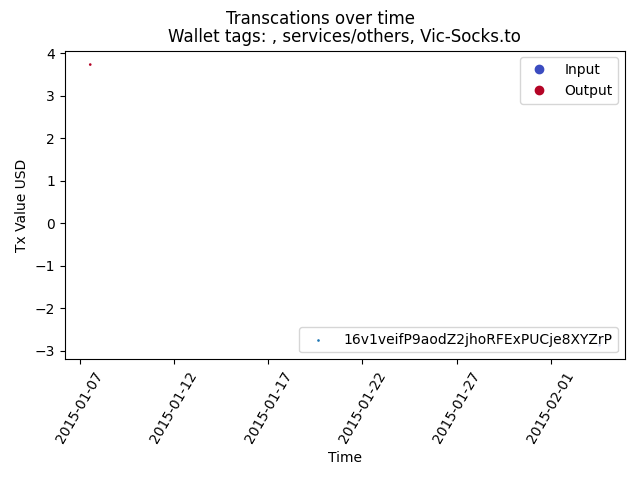 Transcations over time
Wallet tags: , services/others, Vic-Socks.to
4
3
2
1
0
−1
−2
−3
Tx Value USD
Input
Output
16v1veifP9aodZ2jhoRFExPUCje8XYZrP
2015-01-07
2015-01-12
2015-01-17
2015-01-22
2015-01-27
2015-02-01
Time